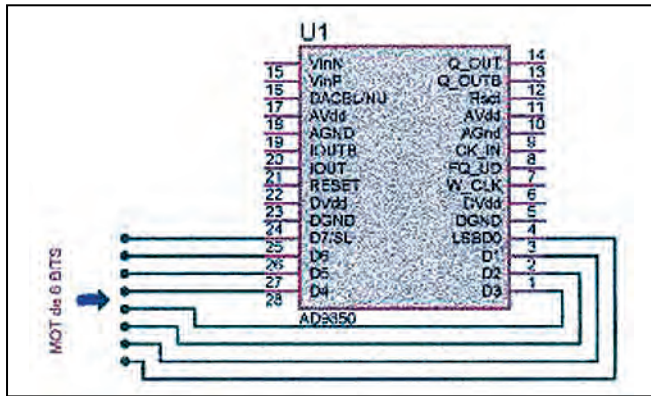 U1
15 VinN Q_OUT 14
16 VinP Q_OUTB 13
17 DACBL/NU Rset 12
18 AVdd AVdd 11
19 AGND AGnd 10
20 IOUTB CK_IN 9
21 IOUT FQ_UD 8
22 RESET W_CLK 7
23 DVdd DVdd 6
24 DGND DGND 5
25 D7/SL LSBD0 4
26 D6 D1 3
27 D5 D2 2
28 D4 D3 1
AD9850
MOT de 8 BITS